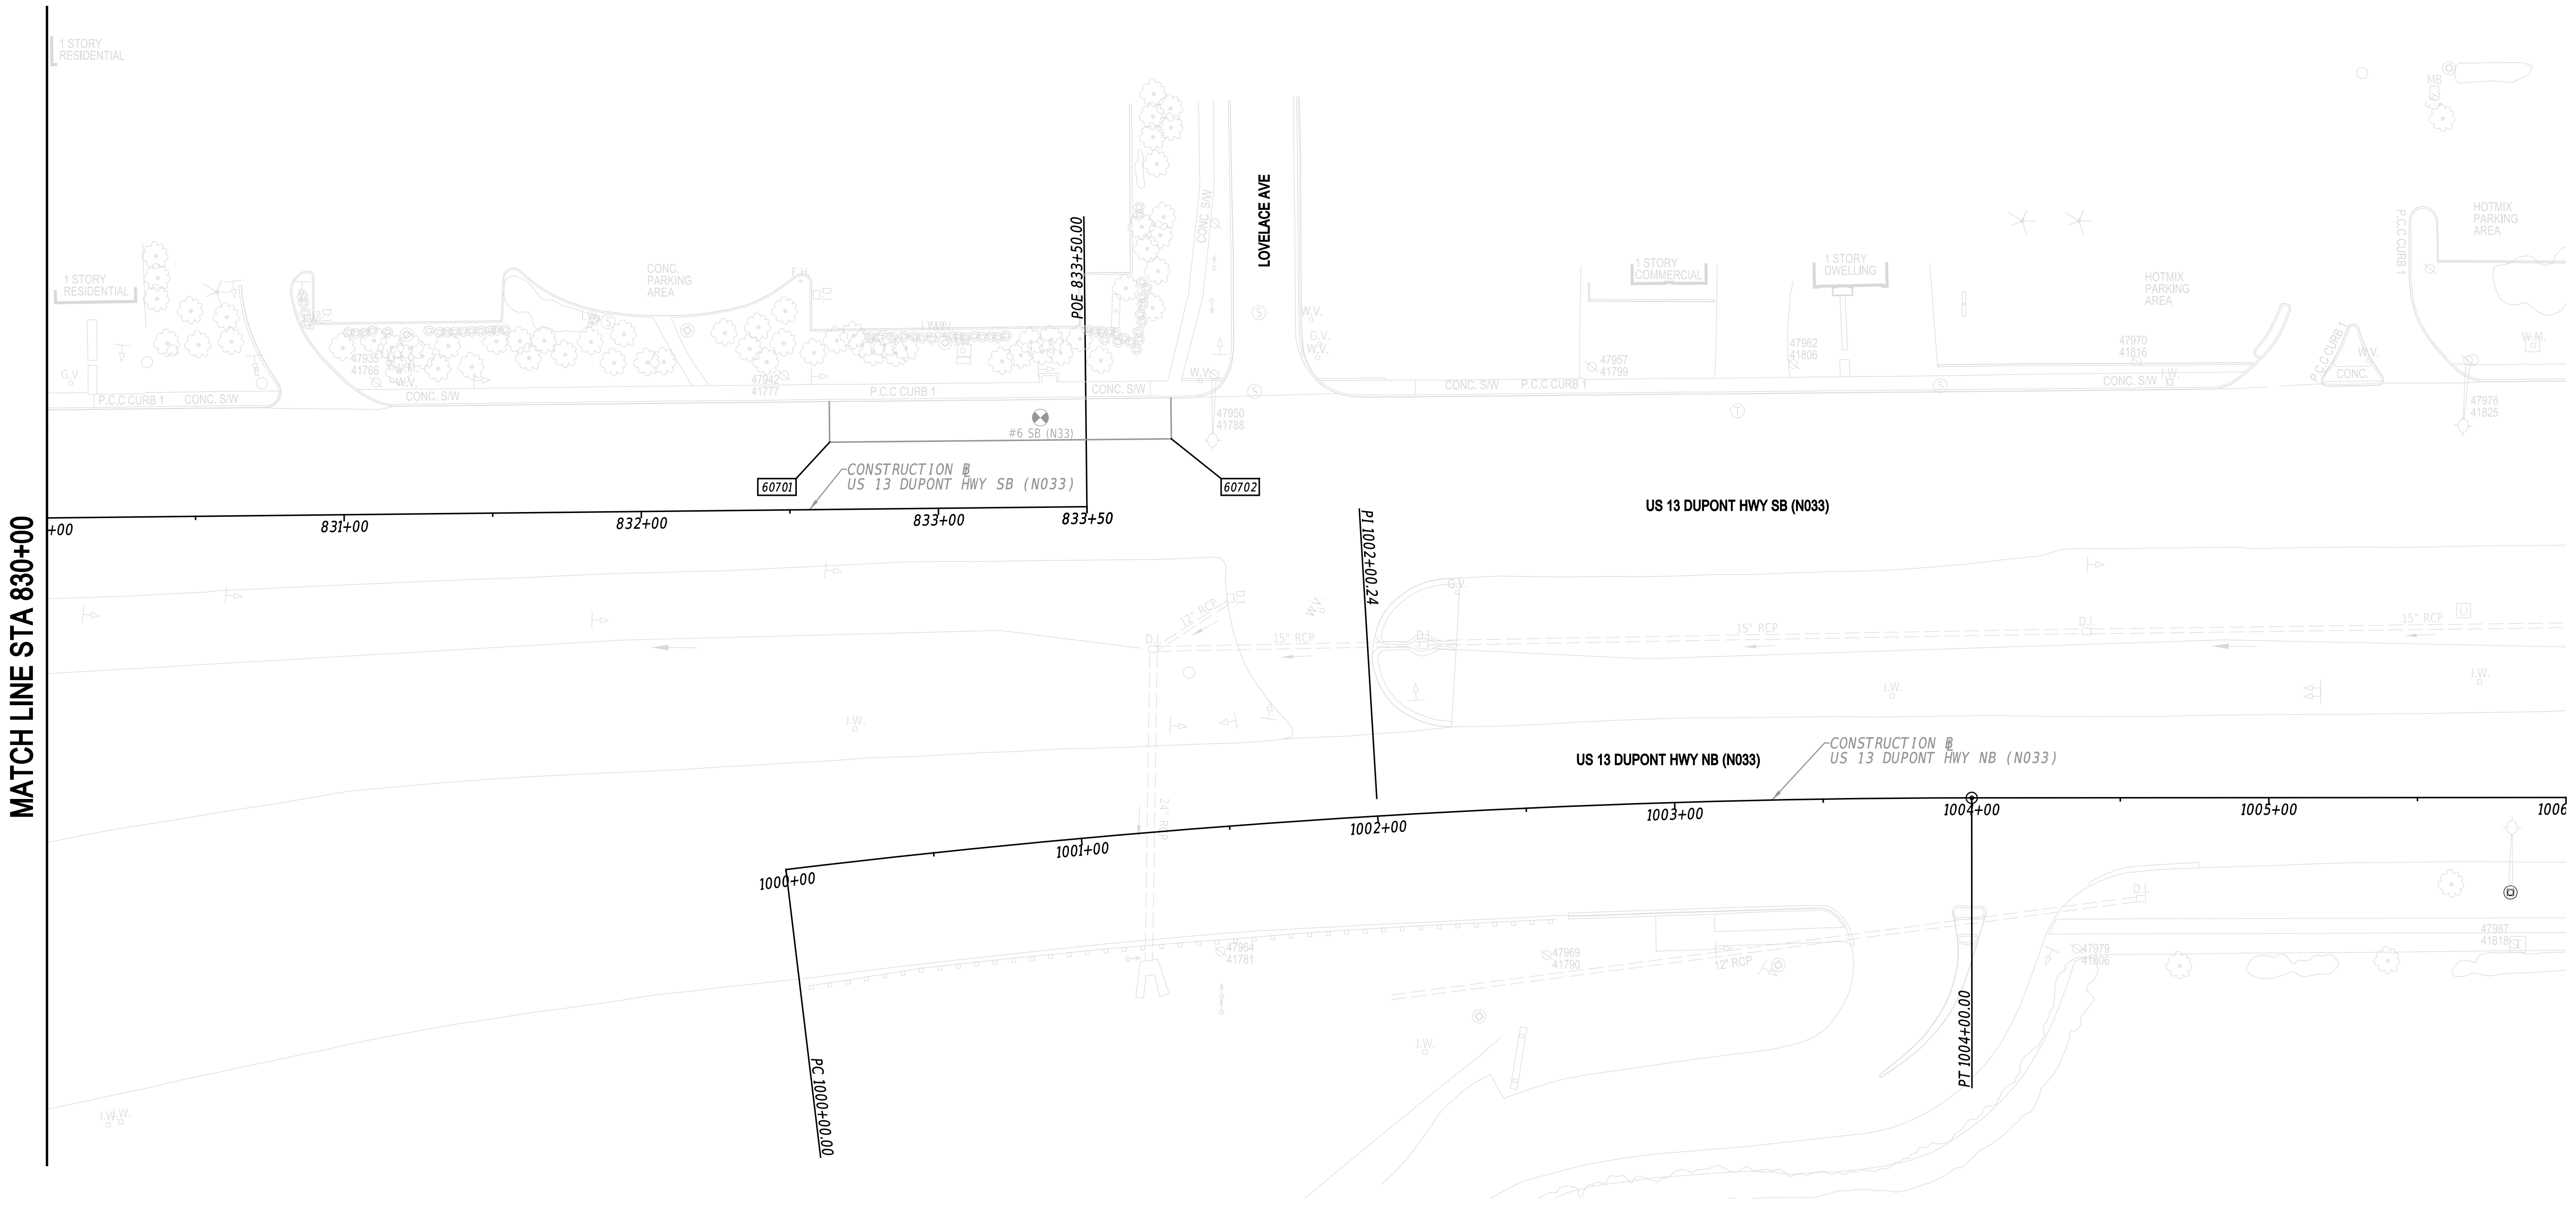 1 STORY
RESIDENTIAL
MB
1 STORY
RESIDENTIAL
CONC.
PARKING
AREA
F.H.
D.I.
D.I.
J.W.
POE 833+50.00
CONC. S/W
LOVELACE AVE
W.V.
G.V.
W.V.
1 STORY
COMMERCIAL
1 STORY
DWELLING
HOTMIX
PARKING
AREA
P.C.C CURB 1
HOTMIX
PARKING
AREA
G.V.
P.C.C CURB 1
CONC. S/W
47935
41766
W.V.
CONC. S/W
47942
41777
P.C.C CURB 1
CONC. S/W
W.V.
S
S
47950
41788
CONC. S/W
P.C.C CURB 1
47957
41799
T
47962
41806
S
47970
41816
CONC. S/W
J.W.
P.C.C CURB 1
CONC.
W.V.
W.M.
47976
41825
#6 SB (N33)
60701
60702
CONSTRUCTION BL
US 13 DUPONT HWY SB (N033)
MATCH LINE STA 830+00
+00
831+00
832+00
833+00
833+50
US 13 DUPONT HWY SB (N033)
PI 1002+00.24
D.I.
12" RCP
D.I.
15" RCP
W.V.
D.I.
G.V.
15" RCP
D.I.
U
15" RCP
J.W.
J.W.
J.W.
US 13 DUPONT HWY NB (N033)
CONSTRUCTION BL
US 13 DUPONT HWY NB (N033)
24" RCP
1000+00
1001+00
1002+00
1003+00
1004+00
1005+00
1006
PC 1000+00.00
PT 1004+00.00
47964
41781
47969
41790
12" RCP
J.W.
D.I.
47979
41806
47987
41818
T
J.W.
J.W.